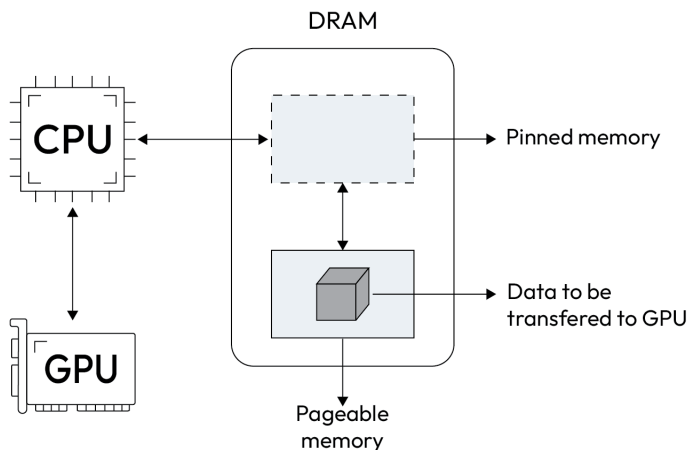 DRAM
CPU
Pinned memory
Data to be
transfered to GPU
GPU
Pageable
memory